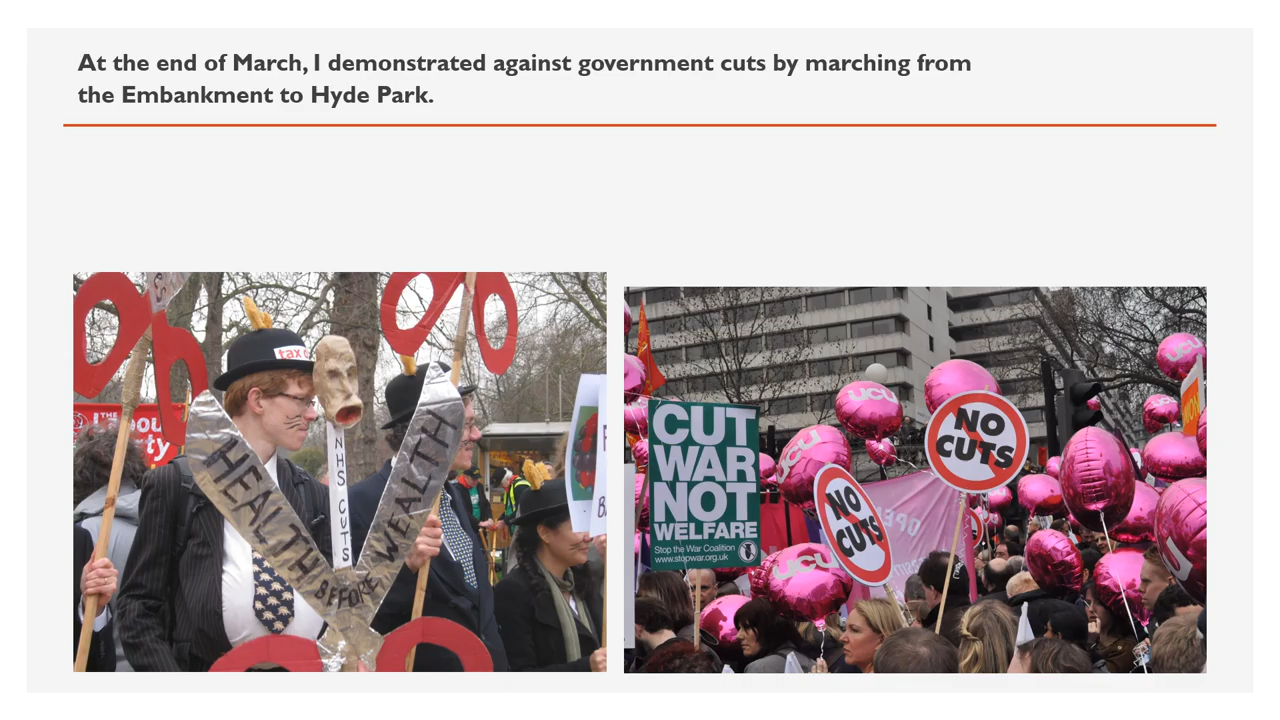 At the end of March, I demonstrated against government cuts by marching from
the Embankment to Hyde Park.
tax
THE
HEALTH
BEFORE
WEALTH
NHS CUTS
CUT
WAR
NOT
WELFARE
Stop the War Coalition
www.stopwar.org.uk
NO
CUTS
NO
CUTS
ucu
ucu
ucu
ucu